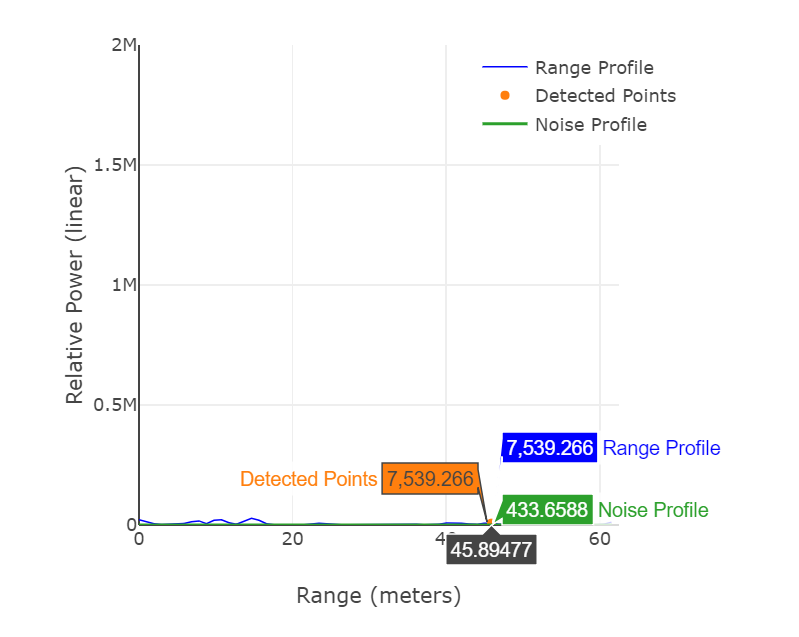 2M
Range Profile
Detected Points
Noise Profile
1.5M
Relative Power (linear)
1M
0.5M
7,539.266 Range Profile
Detected Points 7,539.266
433.6588 Noise Profile
0
0
20
4
60
45.89477
Range (meters)